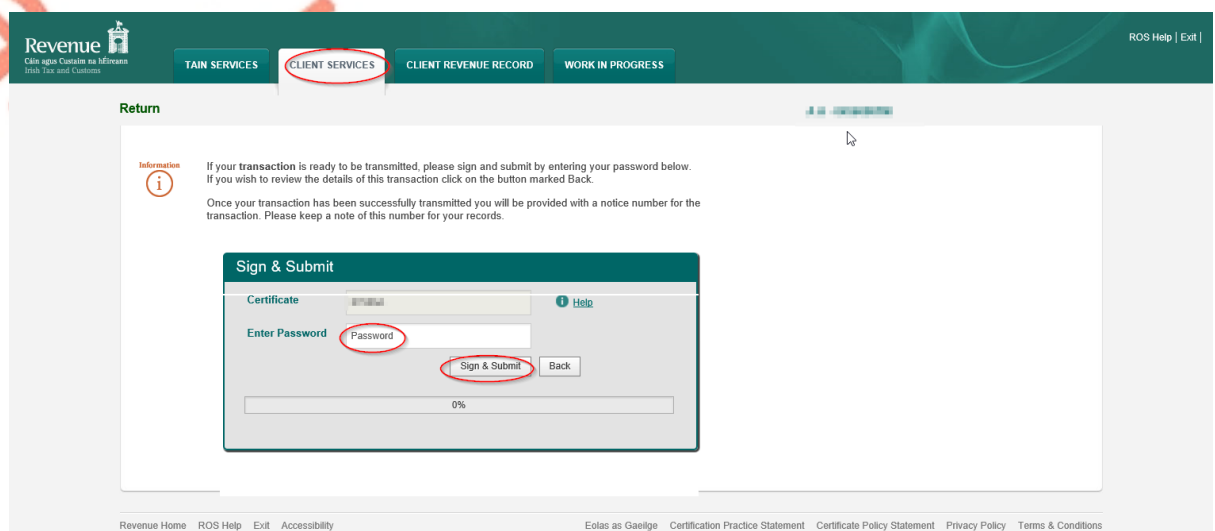 Revenue
Cáin agus Custaim na hÉireann
Irish Tax and Customs
TAIN SERVICES
CLIENT SERVICES
CLIENT REVENUE RECORD
WORK IN PROGRESS
ROS Help | Exit |
Return
Information
i
If your transaction is ready to be transmitted, please sign and submit by entering your password below.
If you wish to review the details of this transaction click on the button marked Back.
Once your transaction has been successfully transmitted you will be provided with a notice number for the
transaction. Please keep a note of this number for your records.
Sign & Submit
Certificate
i Help
Enter Password
Password
Sign & Submit
Back
0%
Revenue Home ROS Help Exit Accessibility
Eolas as Gaeilge Certification Practice Statement Certificate Policy Statement Privacy Policy Terms & Conditions